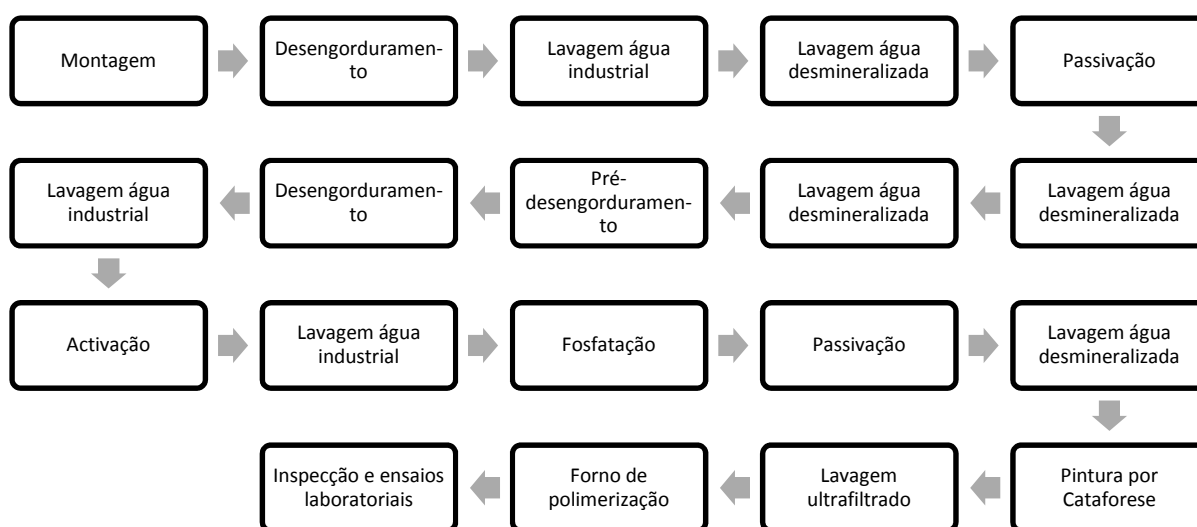 Montagem
Desengorduramen-
to
Lavagem água
industrial
Lavagem água
desmineralizada
Passivação
Lavagem água
desmineralizada
Lavagem água
desmineralizada
Pré-
desengorduramen-
to
Desengorduramen-
to
Lavagem água
industrial
Activação
Lavagem água
industrial
Fosfatação
Passivação
Lavagem água
desmineralizada
Pintura por
Cataforese
Lavagem
ultrafiltrado
Forno de
polimerização
Inspecção e ensaios
laboratoriais